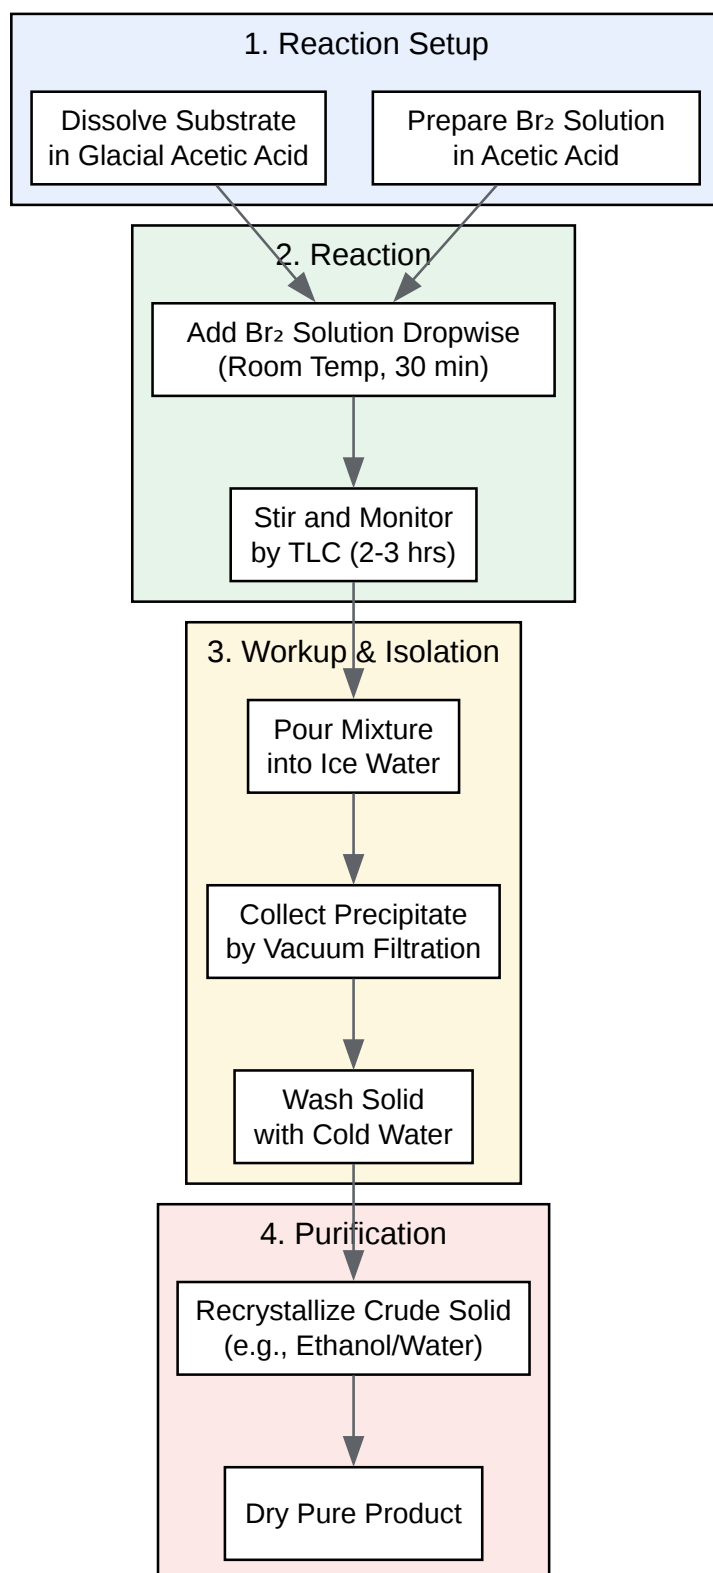 1. Reaction Setup
Dissolve Substrate
in Glacial Acetic Acid
Prepare Br₂ Solution
in Acetic Acid
2. Reaction
Add Br₂ Solution Dropwise
(Room Temp, 30 min)
Stir and Monitor
by TLC (2-3 hrs)
3. Workup & Isolation
Pour Mixture
into Ice Water
Collect Precipitate
by Vacuum Filtration
Wash Solid
with Cold Water
4. Purification
Recrystallize Crude Solid
(e.g., Ethanol/Water)
Dry Pure Product